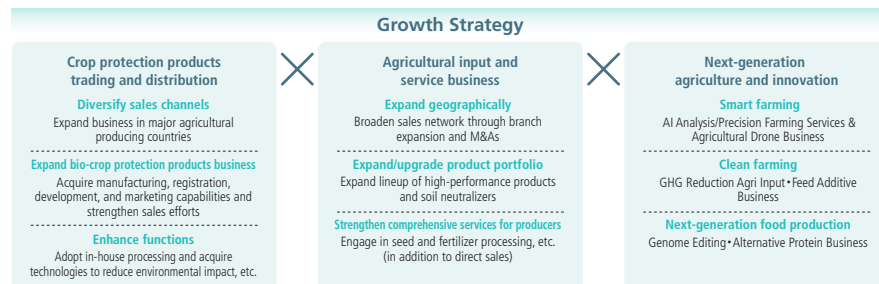 Growth Strategy
Crop protection products
trading and distribution
Diversify sales channels
Expand business in major agricultural
producing countries
Expand bio-crop protection products business
Acquire manufacturing, registration,
development, and marketing capabilities and
strengthen sales efforts
Enhance functions
Adopt in-house processing and acquire
technologies to reduce environmental impact, etc.
Agricultural input and
service business
Expand geographically
Broaden sales network through branch
expansion and M&As
Expand/upgrade product portfolio
Expand lineup of high-performance products
and soil neutralizers
Strengthen comprehensive services for producers
Engage in seed and fertilizer processing, etc.
(in addition to direct sales)
Next-generation
agriculture and innovation
Smart farming
AI Analysis/Precision Farming Services &
Agricultural Drone Business
Clean farming
GHG Reduction Agri Input•Feed Additive
Business
Next-generation food production
Genome Editing•Alternative Protein Business